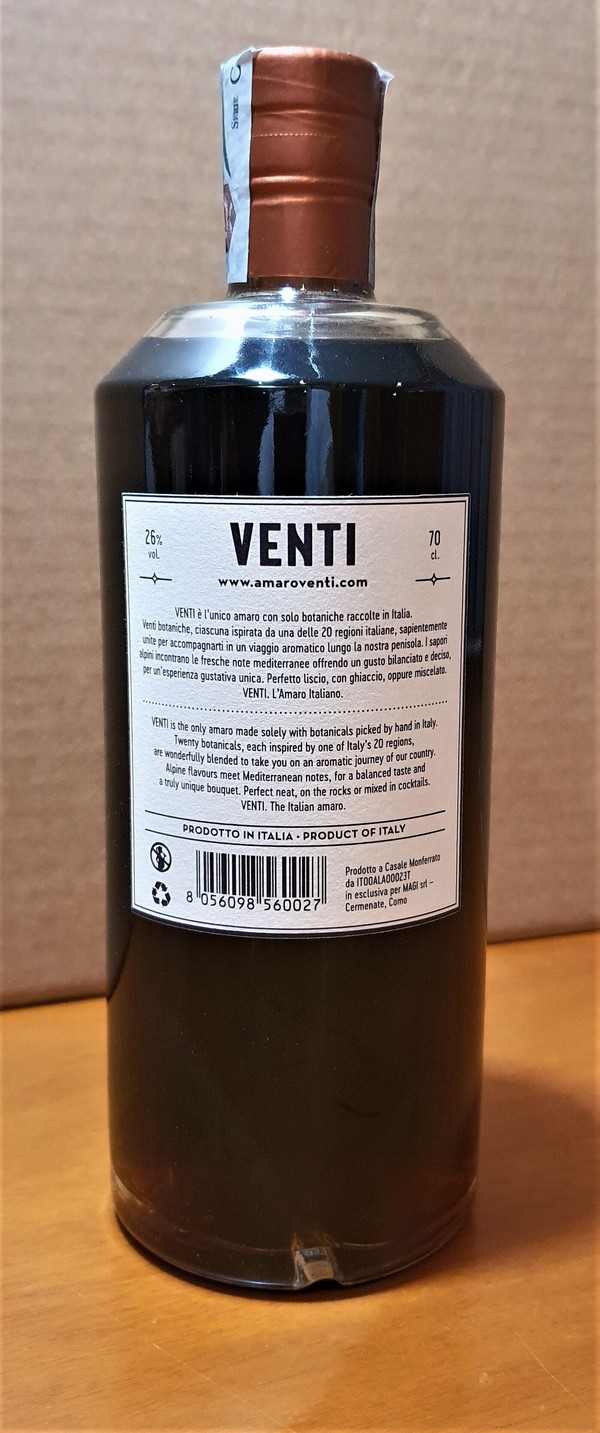 SERIE C
26%
vol.
VENTI
70
cl.
www.amaroventi.com
VENTI è l'unico amaro con solo botaniche raccolte in Italia.
Venti botaniche, ciascuna ispirata da una delle 20 regioni italiane, sapientemente
unite per accompagnarti in un viaggio aromatico lungo la nostra penisola. I sapori
alpini incontrano le fresche note mediterranee offrendo un gusto bilanciato e deciso,
per un'esperienza gustativa unica. Perfetto liscio, con ghiaccio, oppure miscelato.
VENTI. L'Amaro Italiano.
VENTI is the only amaro made solely with botanicals picked by hand in Italy.
Twenty botanicals, each inspired by one of Italy's 20 regions,
are wonderfully blended to take you on an aromatic journey of our country.
Alpine flavours meet Mediterranean notes, for a balanced taste and
a truly unique bouquet. Perfect neat, on the rocks or mixed in cocktails.
VENTI. The Italian amaro.
PRODOTTO IN ITALIA • PRODUCT OF ITALY
8 056098 560027
Prodotto a Casale Monferrato
da IT00ALA00023T
in esclusiva per MAGI srl –
Cermenate, Como